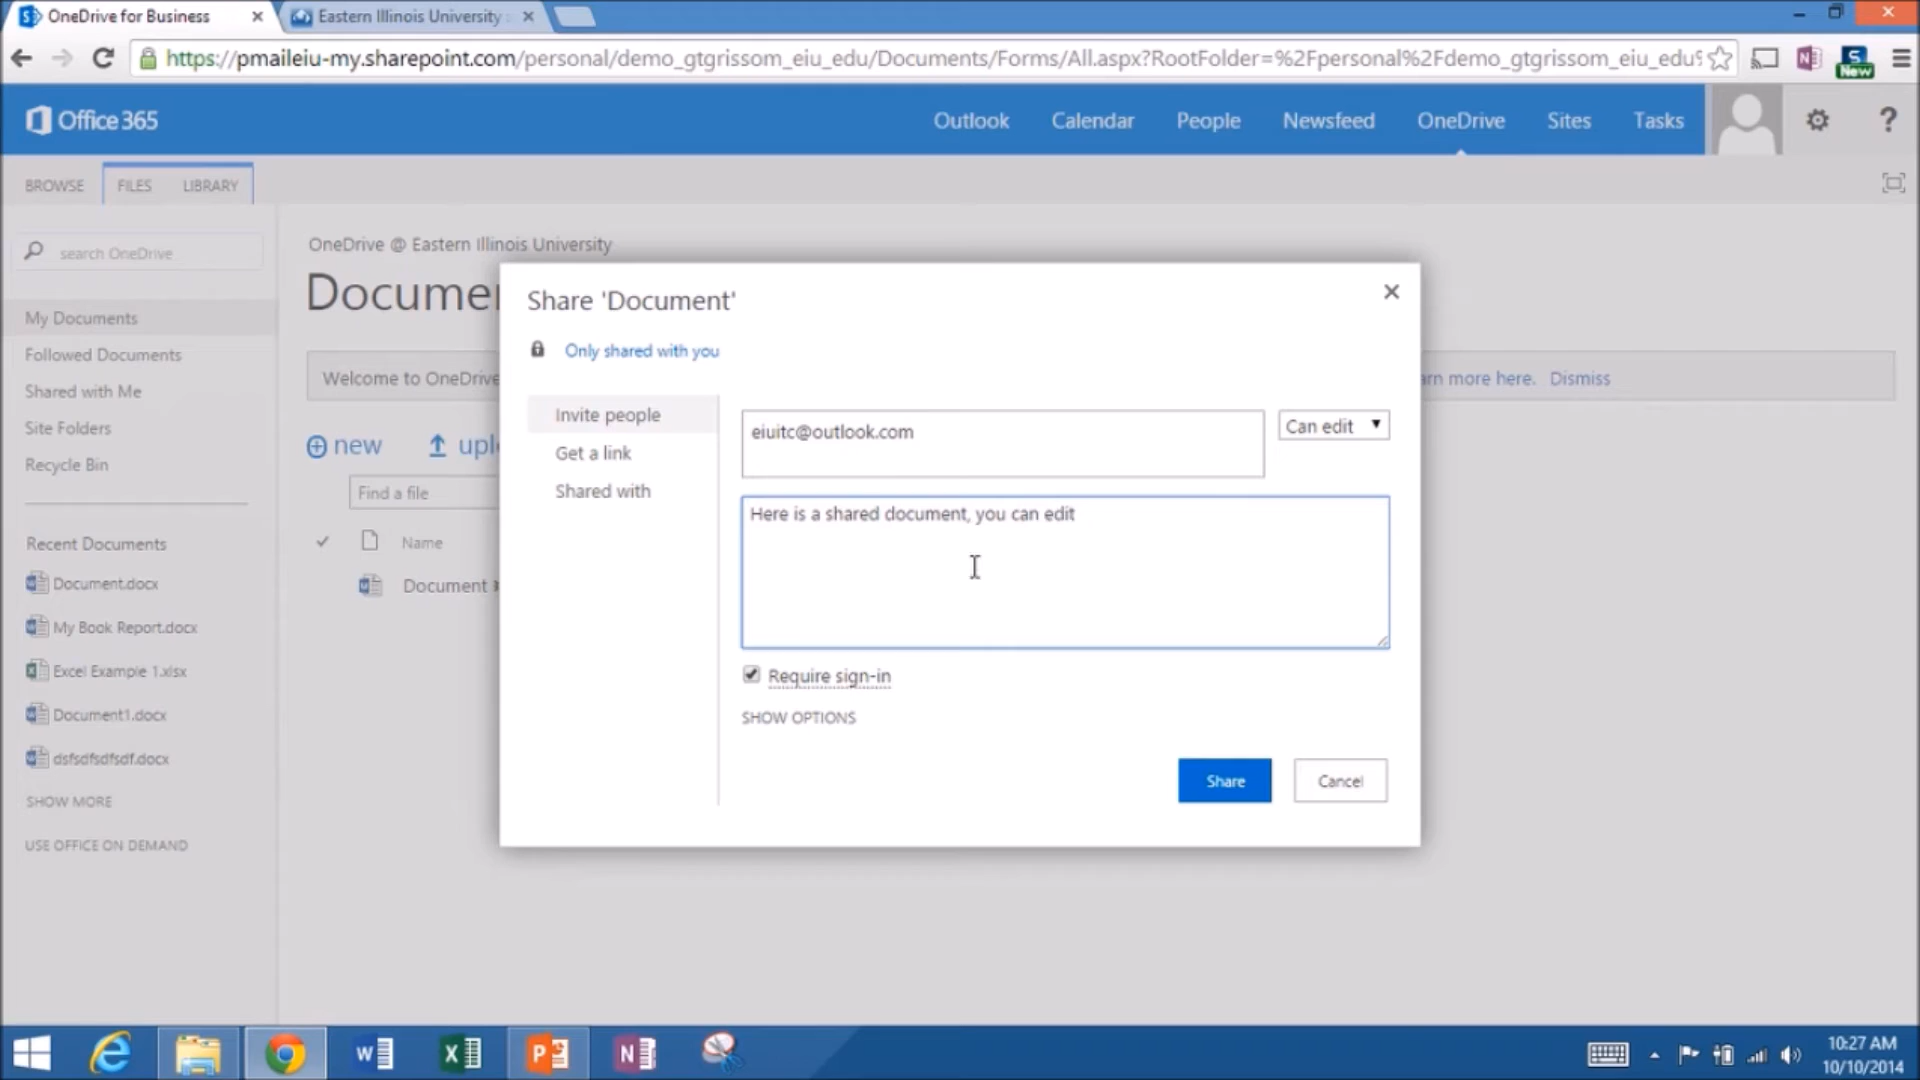 OneDrive for Business
Eastern Illinois University
https://pmaileiu-my.sharepoint.com/personal/demo_gtgrissom_eiu_edu/Documents/Forms/All.aspx?RootFolder=%2Fpersonal%2Fdemo_gtgrissom_eiu_edu%
New
Office 365
Outlook
Calendar
People
Newsfeed
OneDrive
Sites
Tasks
?
BROWSE
FILES
LIBRARY
search OneDrive
OneDrive @ Eastern Illinois University
Docume
My Documents
Followed Documents
Shared with Me
Site Folders
Recycle Bin
Recent Documents
Document.docx
My Book Report.docx
Excel Example 1.xlsx
Document1.docx
dsfsdfsdfsdf.docx
SHOW MORE
USE OFFICE ON DEMAND
Welcome to OneDrive
arn more here. Dismiss
new
uplo
Find a file
Name
Document
Share 'Document'
Only shared with you
Invite people
Get a link
Shared with
eiuitc@outlook.com
Can edit
Here is a shared document, you can edit
Require sign-in
SHOW OPTIONS
Share
Cancel
10:27 AM
10/10/2014